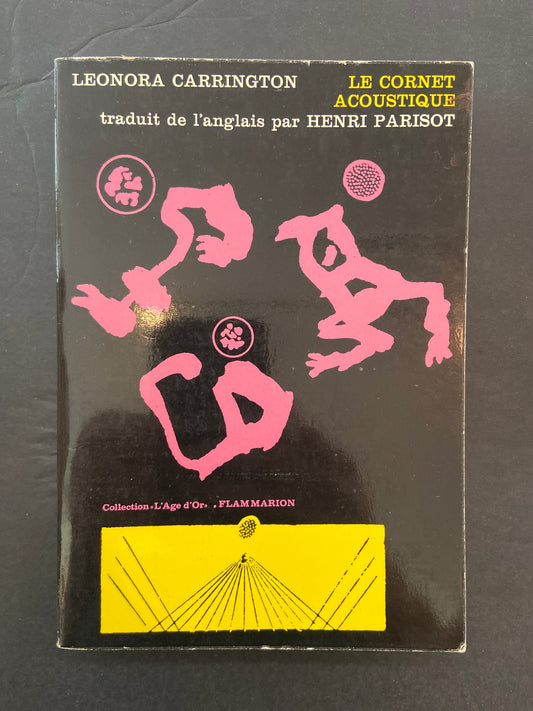 LEONORA CARRINGTON LE CORNET
ACOUSTIQUE
traduit de l'anglais par HENRI PARISOT
Collection «L'Age d'Or» . FLAMMARION